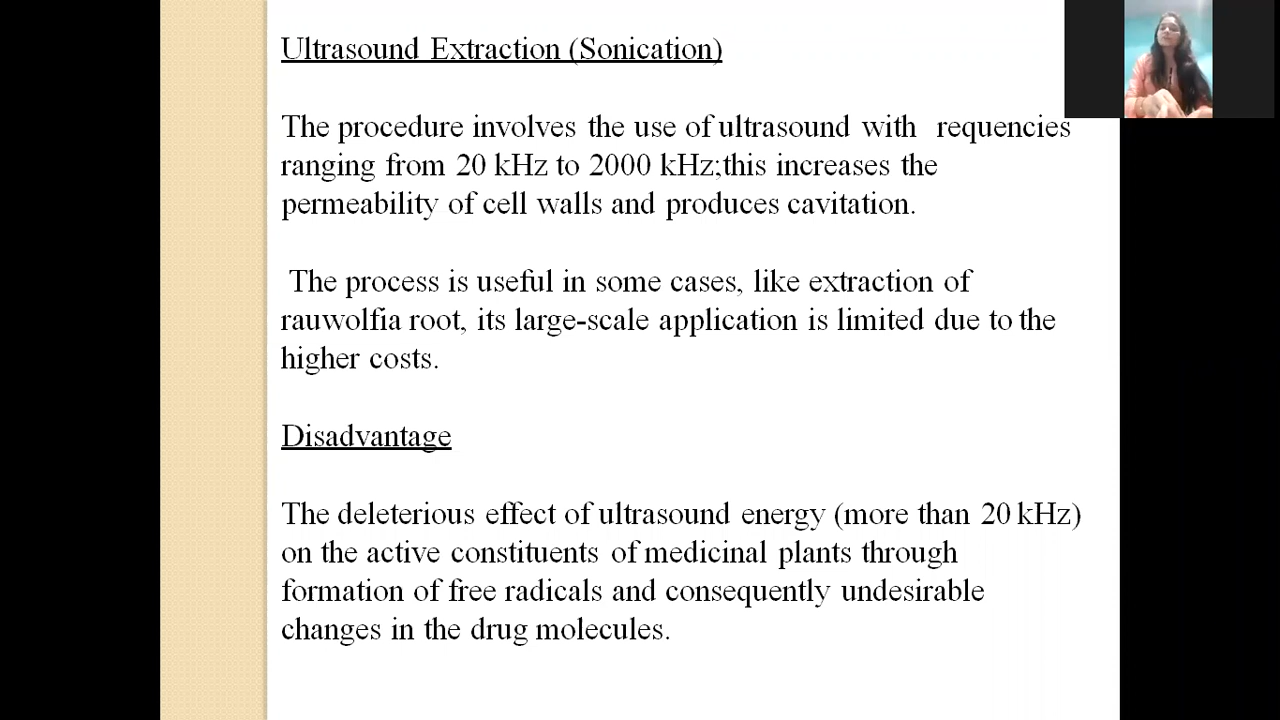 Ultrasound Extraction (Sonication)
The procedure involves the use of ultrasound with requencies
ranging from 20 kHz to 2000 kHz;this increases the
permeability of cell walls and produces cavitation.
The process is useful in some cases, like extraction of
rauwolfia root, its large-scale application is limited due to the
higher costs.
Disadvantage
The deleterious effect of ultrasound energy (more than 20 kHz)
on the active constituents of medicinal plants through
formation of free radicals and consequently undesirable
changes in the drug molecules.